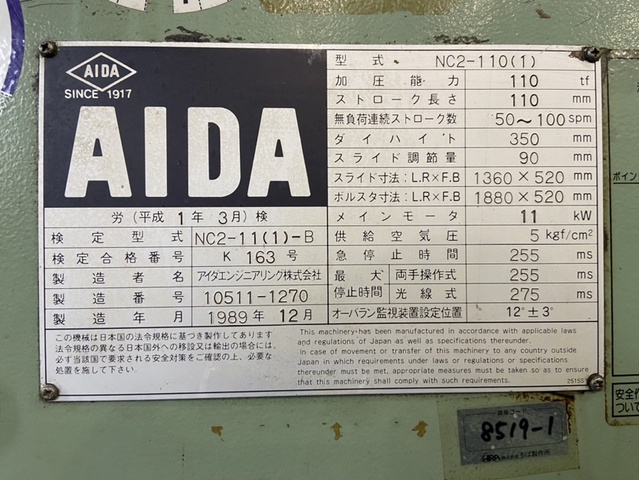 AIDA
SINCE 1917
AIDA
労(平成 1年 3月)検
検定型式 NC2-11(1)-B
検定合格番号 K 163号
製造者名 アイダエンジニアリング株式会社
製造番号 10511-1270
製造年月 1989年 12月
型式 NC2-110(1)
加圧能力 110 tf
ストローク長さ 110 mm
無負荷連続ストローク数 50～100 spm
ダイハイト 350 mm
スライド調節量 90 mm
スライド寸法:L.R×F.B 1360×520 mm
ボルスタ寸法:L.R×F.B 1880×520 mm
メインモータ 11 kW
供給空気圧 5 kgf/cm²
急停止時間 255 ms
最大停止時間 両手操作式 255 ms
光線式 275 ms
オーバラン監視装置設定位置 12°±3°
この機械は日本国の法令規格に基づき製作してあります
法令規格の異なる日本国外への移設又は輸出の場合には、
必ず当該国で要求される安全対策をご確認の上、必要な
処置を施して下さい。
This machinery has been manufactured in accordance with applicable laws
and regulations of Japan as well as specifications thereunder.
In case of movement or transfer of this machinery to any country outside
Japan in which requirements under laws or regulations or specifications
thereunder must be met, appropriate measures must be taken so as to ensure
that this machinery shall comply with such requirements.
ポイン
安全作
ついて
8519-1